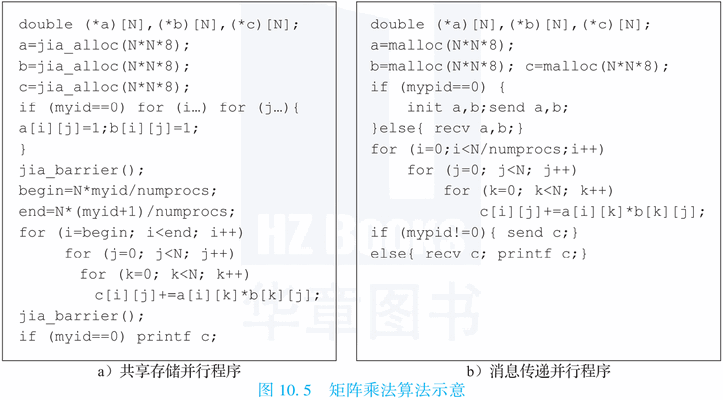 double (*a)[N],(*b)[N],(*c)[N];
a=jia_alloc(N*N*8);
b=jia_alloc(N*N*8);
c=jia_alloc(N*N*8);
if (myid==0) for (i…) for (j…){
a[i][j]=1;b[i][j]=1;
}
jia_barrier();
begin=N*myid/numprocs;
end=N*(myid+1)/numprocs;
for (i=begin; i<end; i++)
for (j=0; j<N; j++)
for (k=0; k<N; k++)
c[i][j]+=a[i][k]*b[k][j];
jia_barrier();
if (myid==0) printf c;
a）共享存储并行程序
double (*a)[N],(*b)[N],(*c)[N];
a=malloc(N*N*8);
b=malloc(N*N*8); c=malloc(N*N*8);
if (mypid==0) {
init a,b;send a,b;
}else{ recv a,b;}
for (i=0;i<N/numprocs;i++)
for (j=0; j<N; j++)
for (k=0; k<N; k++)
c[i][j]+=a[i][k]*b[k][j];
if (mypid!=0){ send c;}
else{ recv c; printf c;}
b）消息传递并行程序
图 10.5 矩阵乘法算法示意
HZ Books
华章图书